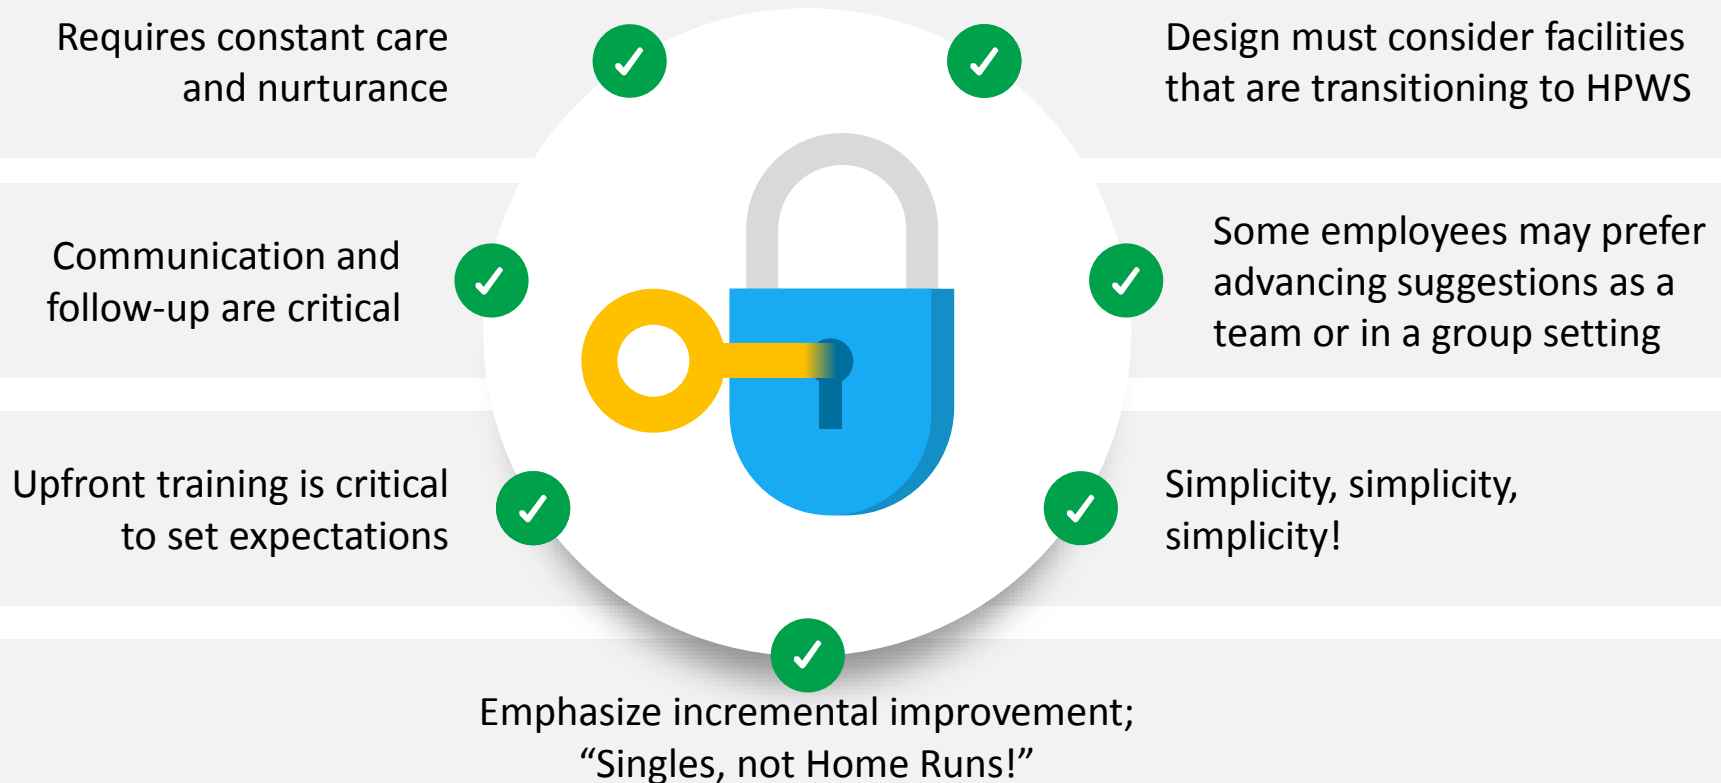 Requires constant care
and nurturance
Design must consider facilities
that are transitioning to HPWS
Communication and
follow-up are critical
Some employees may prefer
advancing suggestions as a
team or in a group setting
Upfront training is critical
to set expectations
Simplicity, simplicity,
simplicity!
Emphasize incremental improvement;
“Singles, not Home Runs!”